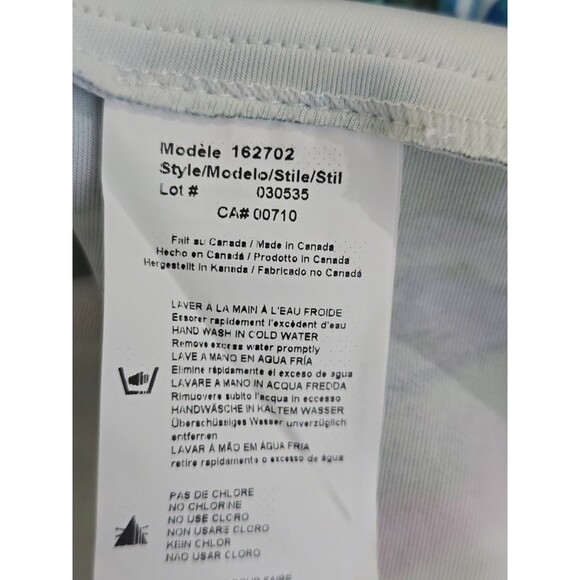 Modèle 162702
Style/Modelo/Stile/Stil
Lot # 030535
CA# 00710
Fait au Canada / Made in Canada
Hecho en Canadá / Prodotto in Canada
Hergestellt in Kanada / Fabricado no Canadá
LAVER À LA MAIN À L'EAU FROIDE
Essorer rapidement l'excédent d'eau
HAND WASH IN COLD WATER
Remove excess water promptly
LAVE A MANO EN AGUA FRÍA
Elimine rápidamente el exceso de agua
LAVARE A MANO IN ACQUA FREDDA
Rimuovere subito l'acqua in eccesso
HANDWÄSCHE IN KALTEM WASSER
Überschüssiges Wasser unverzüglich
entfernen
LAVAR À MÃO EM ÁGUA FRIA
retire rapidamente o excesso de água
PAS DE CHLORE
NO CHLORINE
NO USE CLORO
NON USARE CLORO
KEIN CHLOR
NÃO USAR CLORO